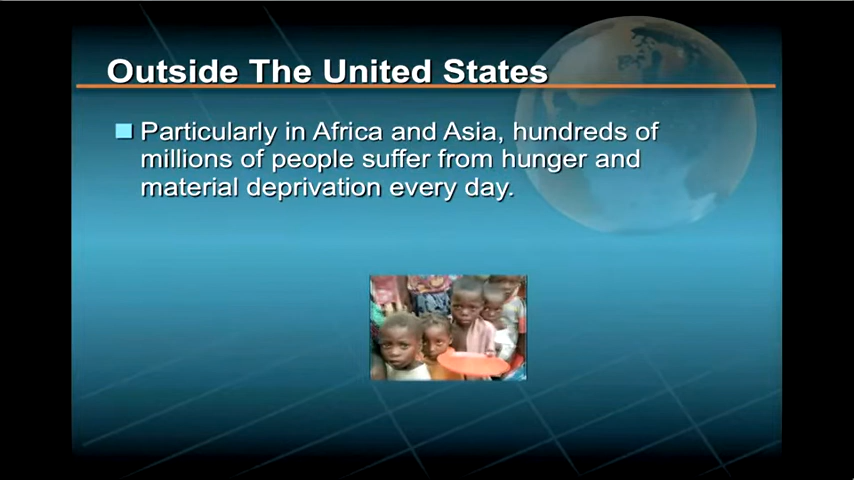 Outside The United States
Particularly in Africa and Asia, hundreds of
millions of people suffer from hunger and
material deprivation every day.